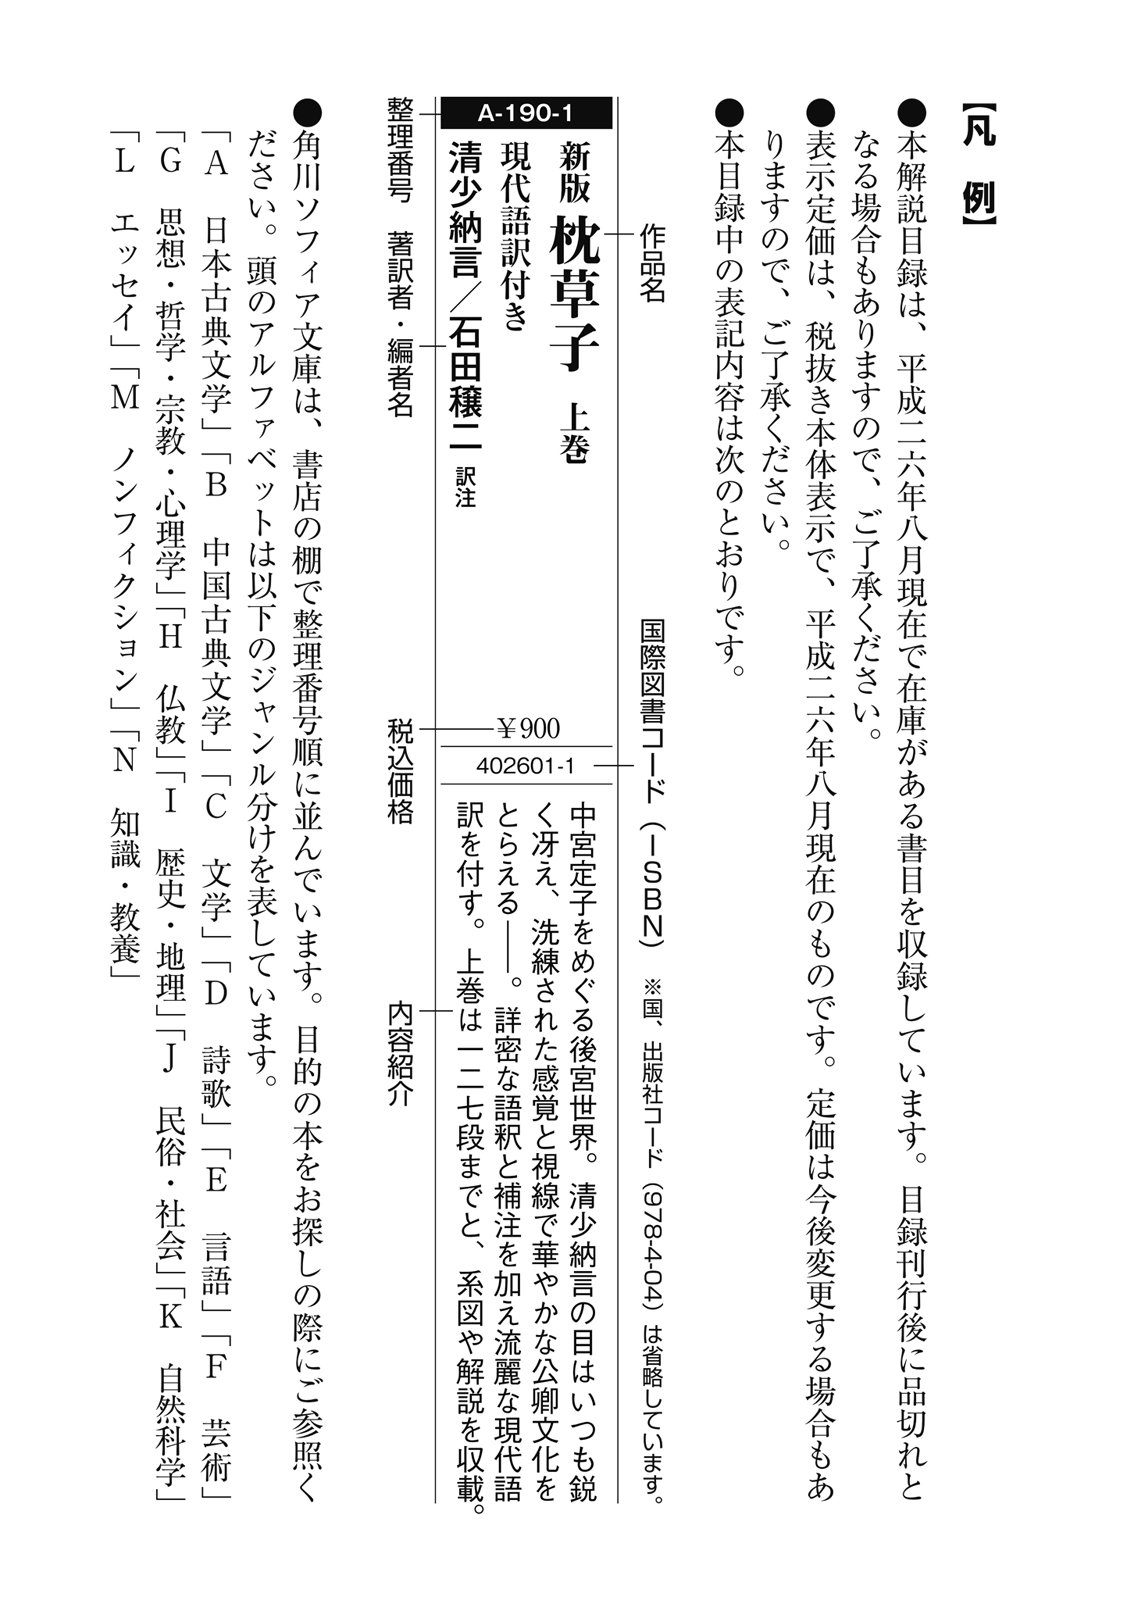 【凡　例】
●本解説目録は、平成二六年八月現在で在庫がある書目を収録しています。目録刊行後に品切れと
なる場合もありますので、ご了承ください。
●表示定価は、税抜き本体表示で、平成二六年八月現在のものです。定価は今後変更する場合もあ
りますので、ご了承ください。
●本目録中の表記内容は次のとおりです。
作品名
国際図書コード（ISBN）　※国、出版社コード（978-4-04）は省略しています。
A-190-1
新版 枕草子 上巻
現代語訳付き
清少納言／石田穣二 訳注
￥900
402601-1
中宮定子をめぐる後宮世界。清少納言の目はいつも鋭
く冴え、洗練された感覚と視線で華やかな公卿文化を
とらえる——。詳密な語釈と補注を加え流麗な現代語
訳を付す。上巻は一二七段までと、系図や解説を収載。
整理番号
著訳者・編者名
税込価格
内容紹介
●角川ソフィア文庫は、書店の棚で整理番号順に並んでいます。目的の本をお探しの際にご参照く
ださい。頭のアルファベットは以下のジャンル分けを表しています。
「A　日本古典文学」「B　中国古典文学」「C　文学」「D　詩歌」「E　言語」「F　芸術」
「G　思想・哲学・宗教・心理学」「H　仏教」「I　歴史・地理」「J　民俗・社会」「K　自然科学」
「L　エッセイ」「M　ノンフィクション」「N　知識・教養」